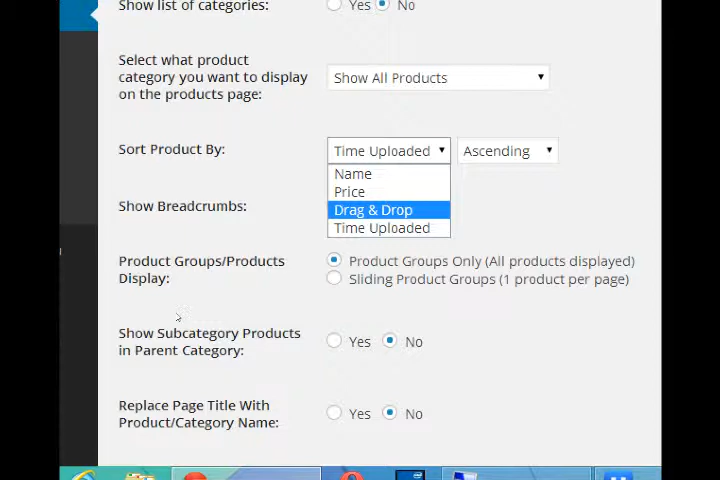 Show list of categories: Yes No
Select what product
category you want to display
on the products page:
Show All Products
Sort Product By: Time Uploaded Ascending
Name
Price
Drag & Drop
Time Uploaded
Show Breadcrumbs:
Product Groups/Products
Display:
Product Groups Only (All products displayed)
Sliding Product Groups (1 product per page)
Show Subcategory Products
in Parent Category:
Yes No
Replace Page Title With
Product/Category Name:
Yes No